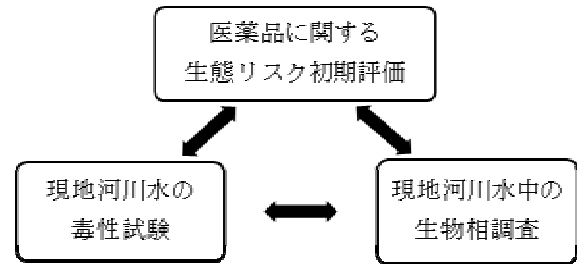 医薬品に関する
生態リスク初期評価
現地河川水の
毒性試験
現地河川水中の
生物相調査